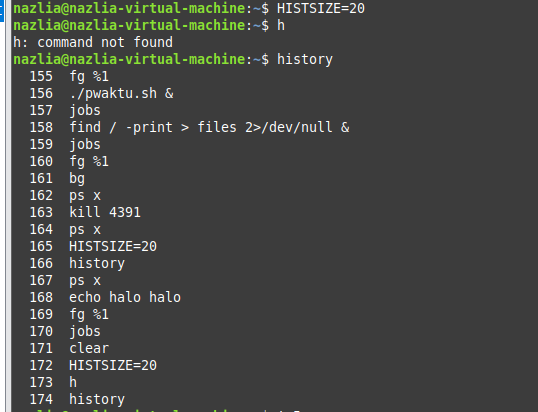 nazlia@nazlia-virtual-machine:~$ HISTSIZE=20
nazlia@nazlia-virtual-machine:~$ h
h: command not found
nazlia@nazlia-virtual-machine:~$ history
155 fg %1
156 ./pwaktu.sh &
157 jobs
158 find / -print > files 2>/dev/null &
159 jobs
160 fg %1
161 bg
162 ps x
163 kill 4391
164 ps x
165 HISTSIZE=20
166 history
167 ps x
168 echo halo halo
169 fg %1
170 jobs
171 clear
172 HISTSIZE=20
173 h
174 history